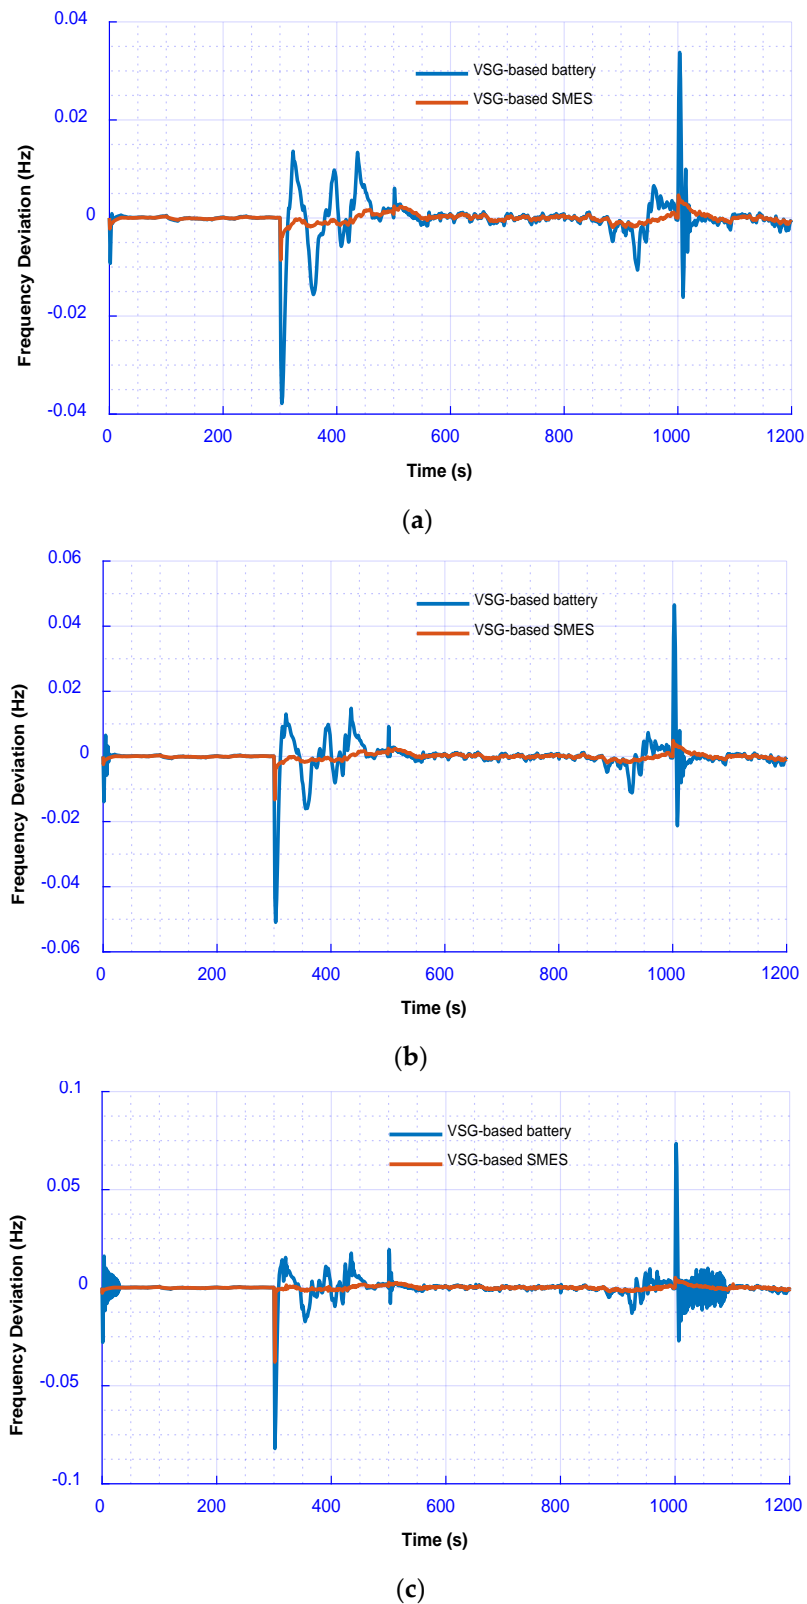 0.04
VSG-based battery
VSG-based SMES
0.02
0
-0.02
-0.04
Frequency Deviation (Hz)
0 200 400 600 800 1000 1200
Time (s)
(a)
0.06
VSG-based battery
VSG-based SMES
0.04
0.02
0
-0.02
-0.04
-0.06
Frequency Deviation (Hz)
0 200 400 600 800 1000 1200
Time (s)
(b)
0.1
VSG-based battery
VSG-based SMES
0.05
0
-0.05
-0.1
Frequency Deviation (Hz)
0 200 400 600 800 1000 1200
Time (s)
(c)